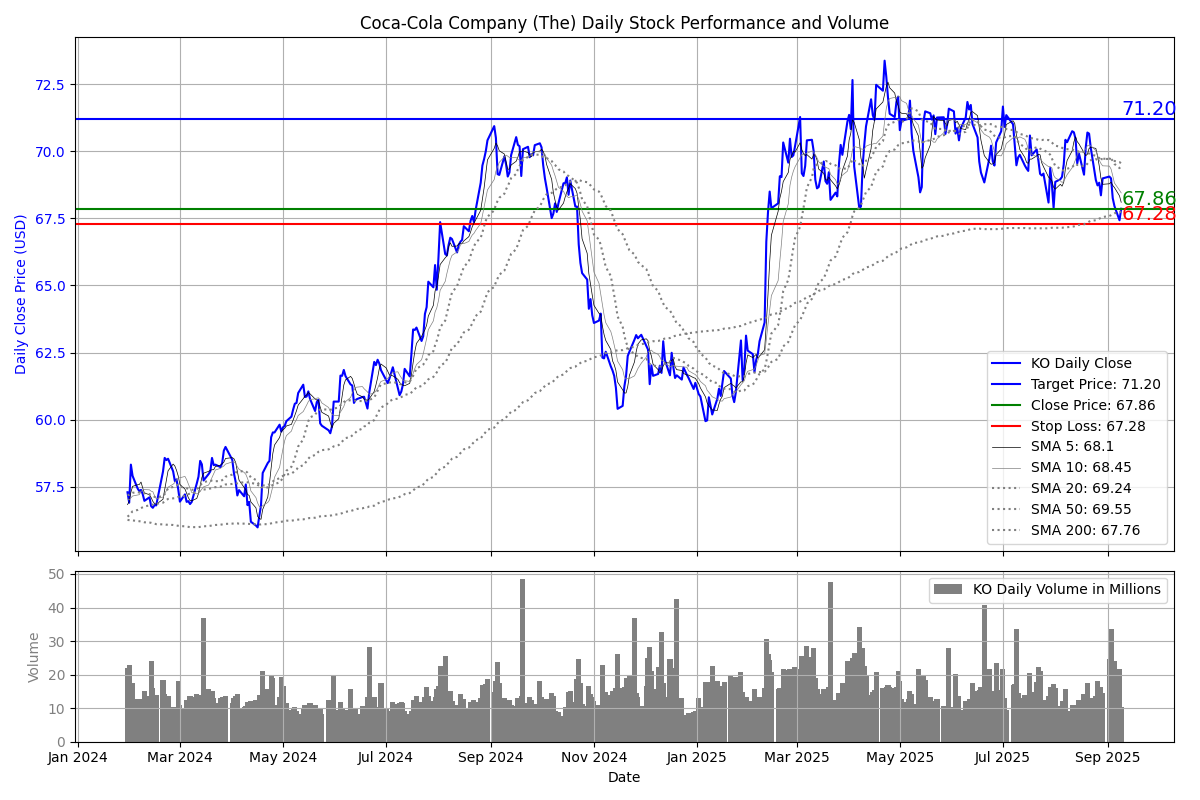 Coca-Cola Company (The) Daily Stock Performance and Volume
Daily Close Price (USD)
72.5
70.0
67.5
65.0
62.5
60.0
57.5
71.20
67.86
67.28
KO Daily Close
Target Price: 71.20
Close Price: 67.86
Stop Loss: 67.28
SMA 5: 68.1
SMA 10: 68.45
SMA 20: 69.24
SMA 50: 69.55
SMA 200: 67.76
Volume
50
40
30
20
10
0
KO Daily Volume in Millions
Jan 2024 Mar 2024 May 2024 Jul 2024 Sep 2024 Nov 2024 Jan 2025 Mar 2025 May 2025 Jul 2025 Sep 2025
Date